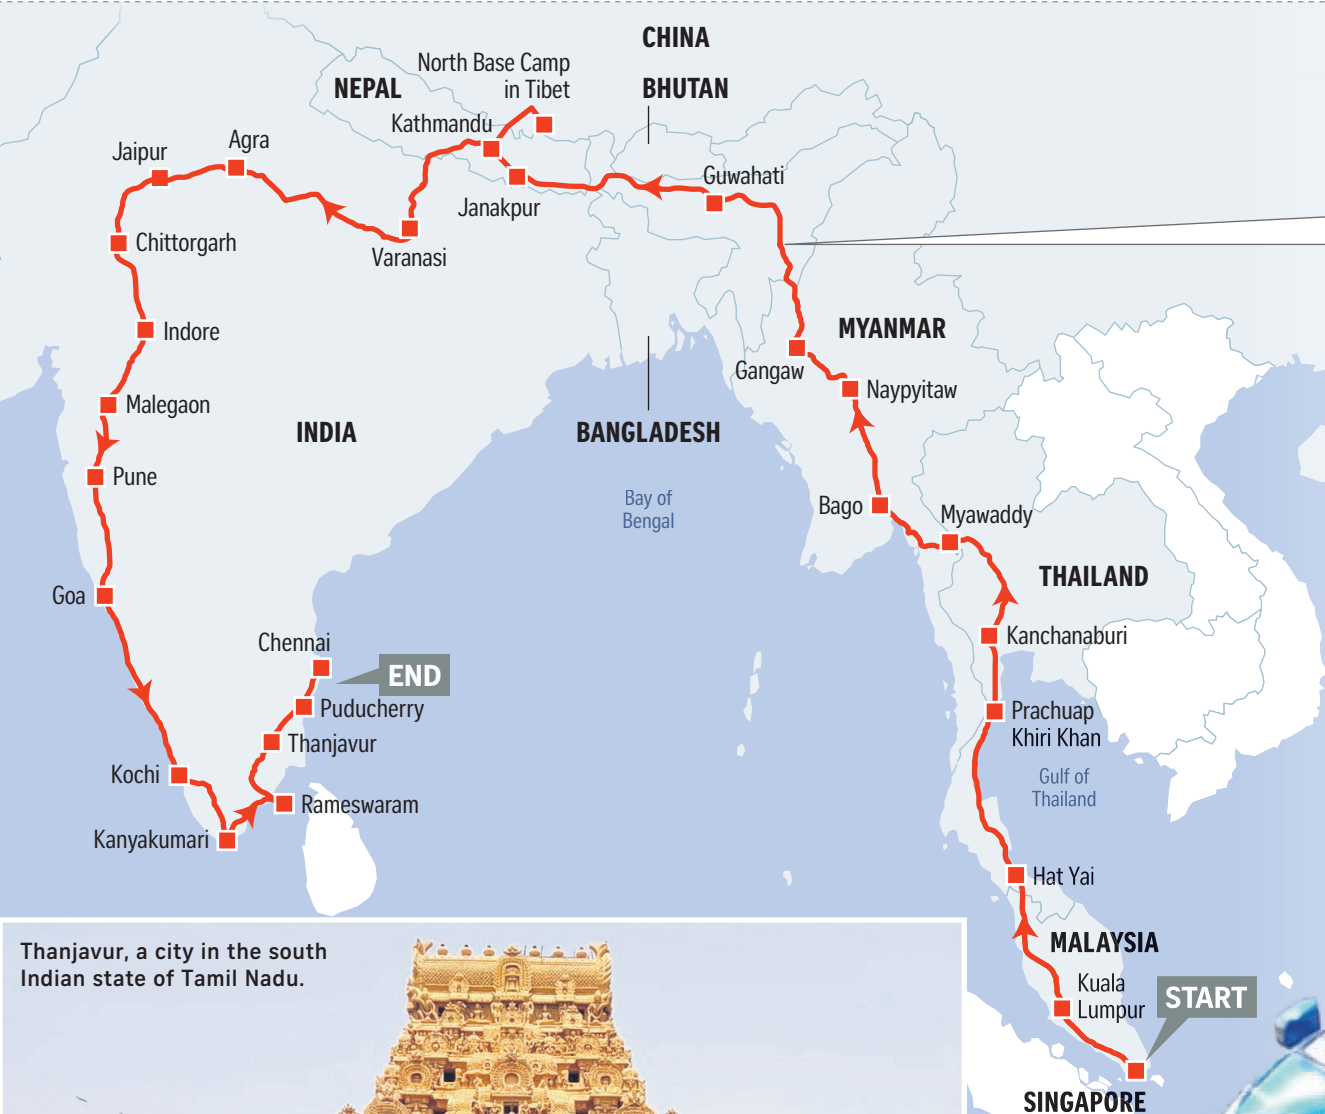 CHINA
North Base Camp
in Tibet
NEPAL
BHUTAN
Kathmandu
Agra
Jaipur
Guwahati
Janakpur
Chittorgarh
Varanasi
Indore
MYANMAR
Gangaw
Naypyitaw
Malegaon
INDIA
BANGLADESH
Pune
Bay of
Bengal
Bago
Myawaddy
THAILAND
Goa
Kanchanaburi
Chennai
END
Puducherry
Prachuap
Khiri Khan
Thanjavur
Kochi
Gulf of
Thailand
Rameswaram
Kanyakumari
Hat Yai
MALAYSIA
Thanjavur, a city in the south
Indian state of Tamil Nadu.
Kuala
Lumpur
START
SINGAPORE